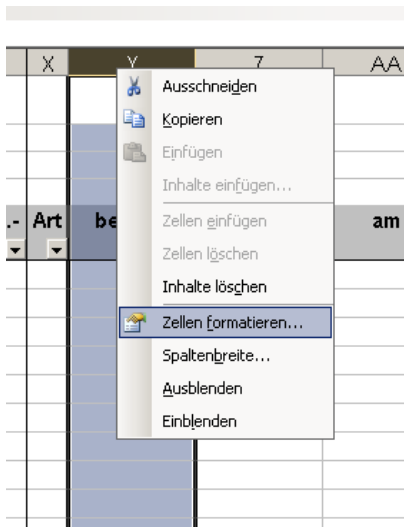 X Y Z AA
Ausschneiden
Kopieren
Einfügen
Inhalte einfügen...
.- Art be am
Zellen einfügen
Zellen löschen
Inhalte löschen
Zellen formatieren...
Spaltenbreite...
Ausblenden
Einblenden